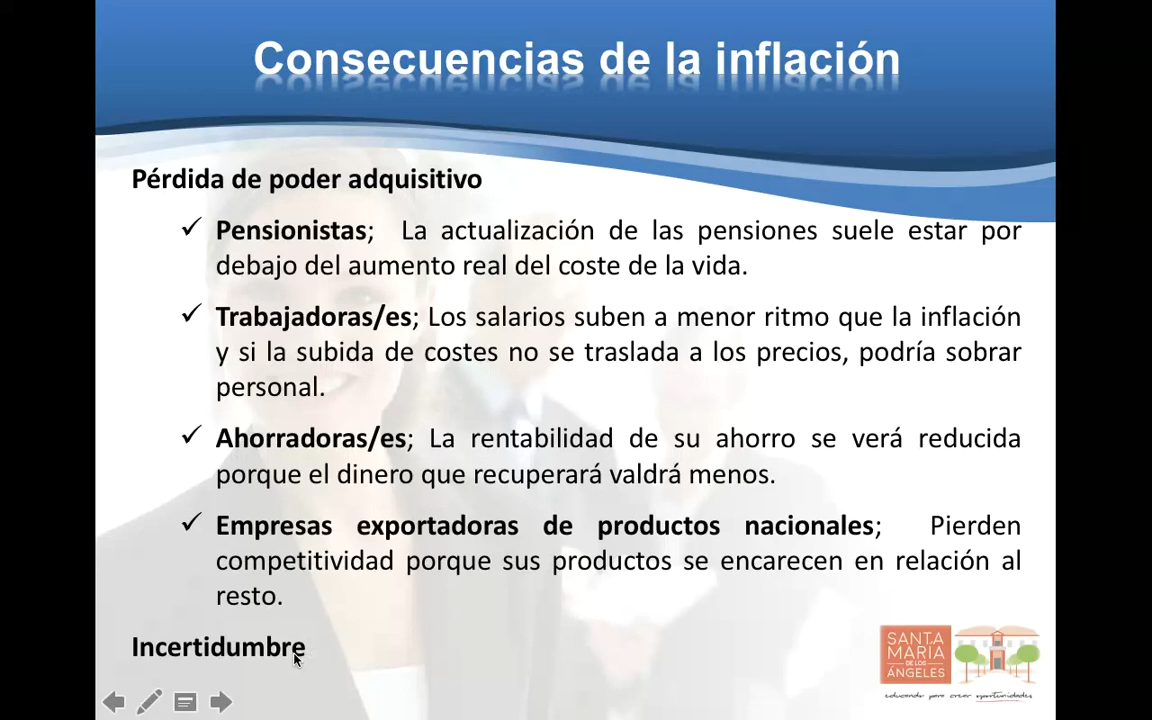 Consecuencias de la inflación
Pérdida de poder adquisitivo
✓ Pensionistas; La actualización de las pensiones suele estar por
debajo del aumento real del coste de la vida.
✓ Trabajadoras/es; Los salarios suben a menor ritmo que la inflación
y si la subida de costes no se traslada a los precios, podría sobrar
personal.
✓ Ahorradoras/es; La rentabilidad de su ahorro se verá reducida
porque el dinero que recuperará valdrá menos.
✓ Empresas exportadoras de productos nacionales; Pierden
competitividad porque sus productos se encarecen en relación al
resto.
Incertidumbre
SANTA
MARIA
DE LOS
ÁNGELES
educando para crear oportunidades